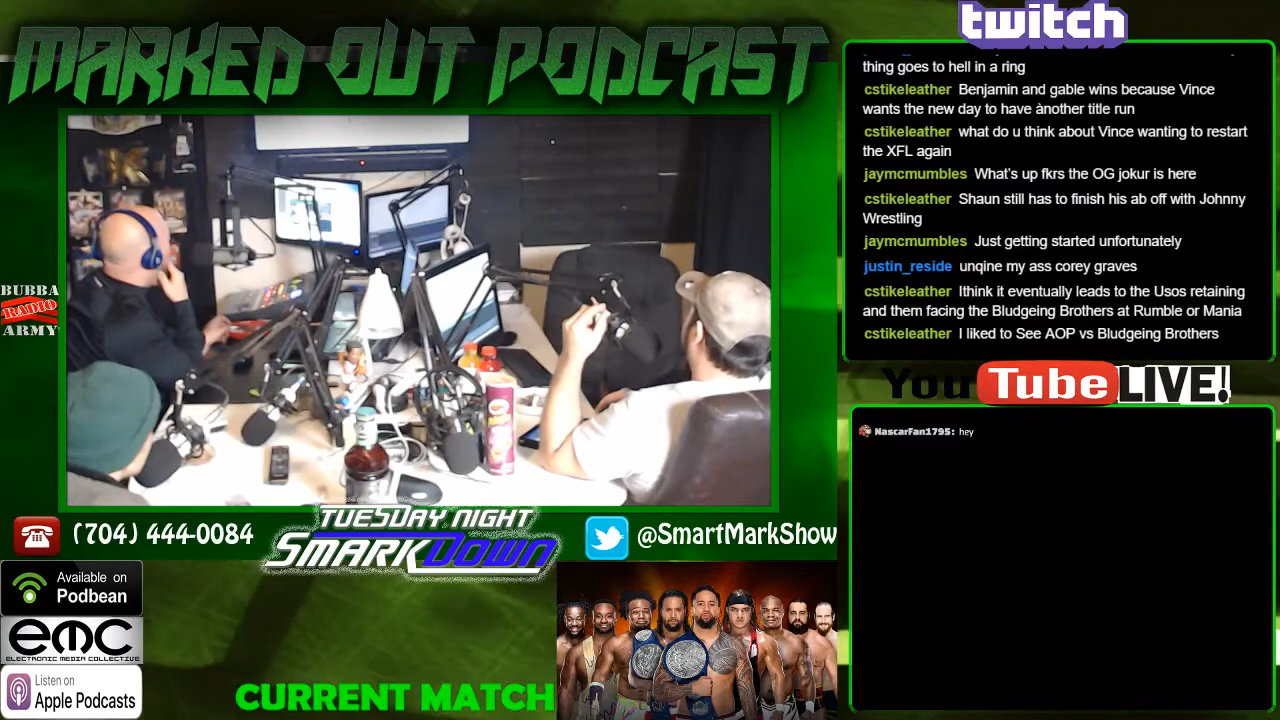 MARKED OUT PODCAST
twitch
thing goes to hell in a ring
cstikeleather Benjamin and gable wins because Vince
wants the new day to have ànother title run
cstikeleather what do u think about Vince wanting to restart
the XFL again
jaymcmumbles What's up fkrs the OG jokur is here
cstikeleather Shaun still has to finish his ab off with Johnny
Wrestling
jaymcmumbles Just getting started unfortunately
justin_reside unqine my ass corey graves
cstikeleather Ithink it eventually leads to the Usos retaining
and them facing the Bludgeing Brothers at Rumble or Mania
cstikeleather I liked to See AOP vs Bludgeing Brothers
BUBBA
RADIO
ARMY
You Tube LIVE!
NascarFan1795: hey
(704) 444-0084
TUESDAY NIGHT
SMARKDOWN
@SmartMarkShow
Available on
Podbean
emc
ELECTRONIC MEDIA COLLECTIVE
Listen on
Apple Podcasts
CURRENT MATCH